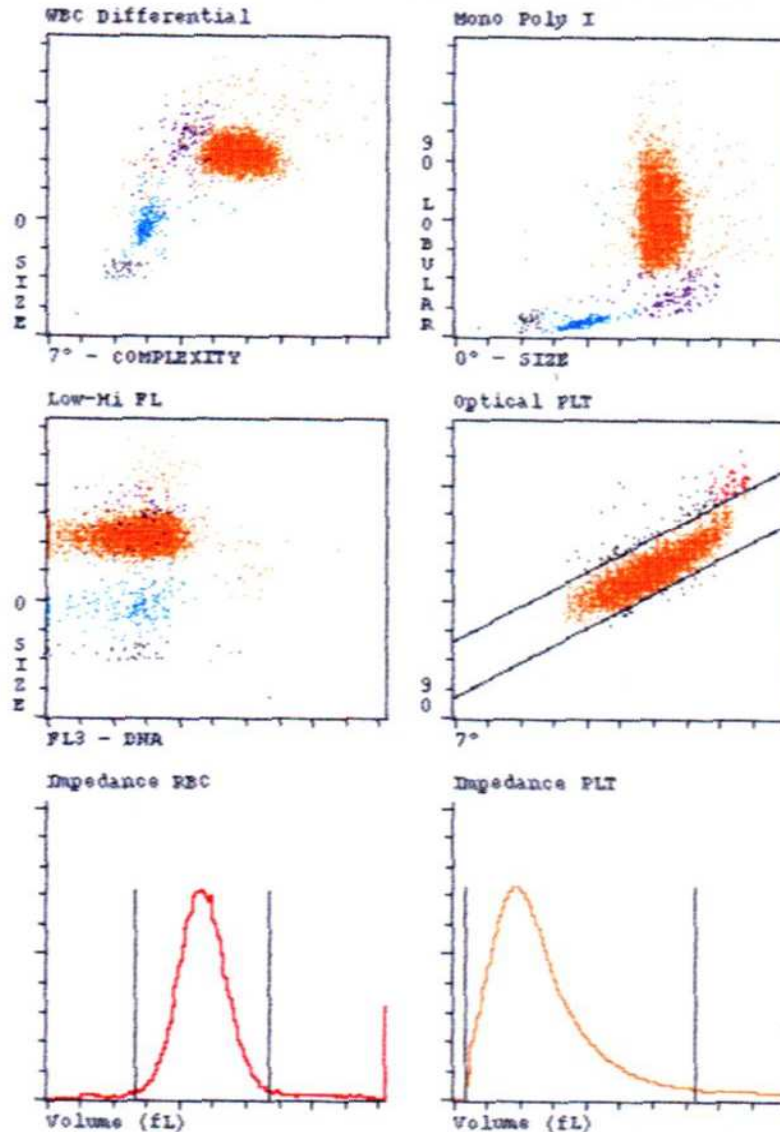 WBC Differential
Mono Poly I
0 SIZE
90 LOBULAR
7° - COMPLEXITY
0° - SIZE
Low-Mi FL
Optical PLT
0 SIZE
90
FL3 - DNA
7°
Impedance RBC
Impedance PLT
Volume (fL)
Volume (fL)